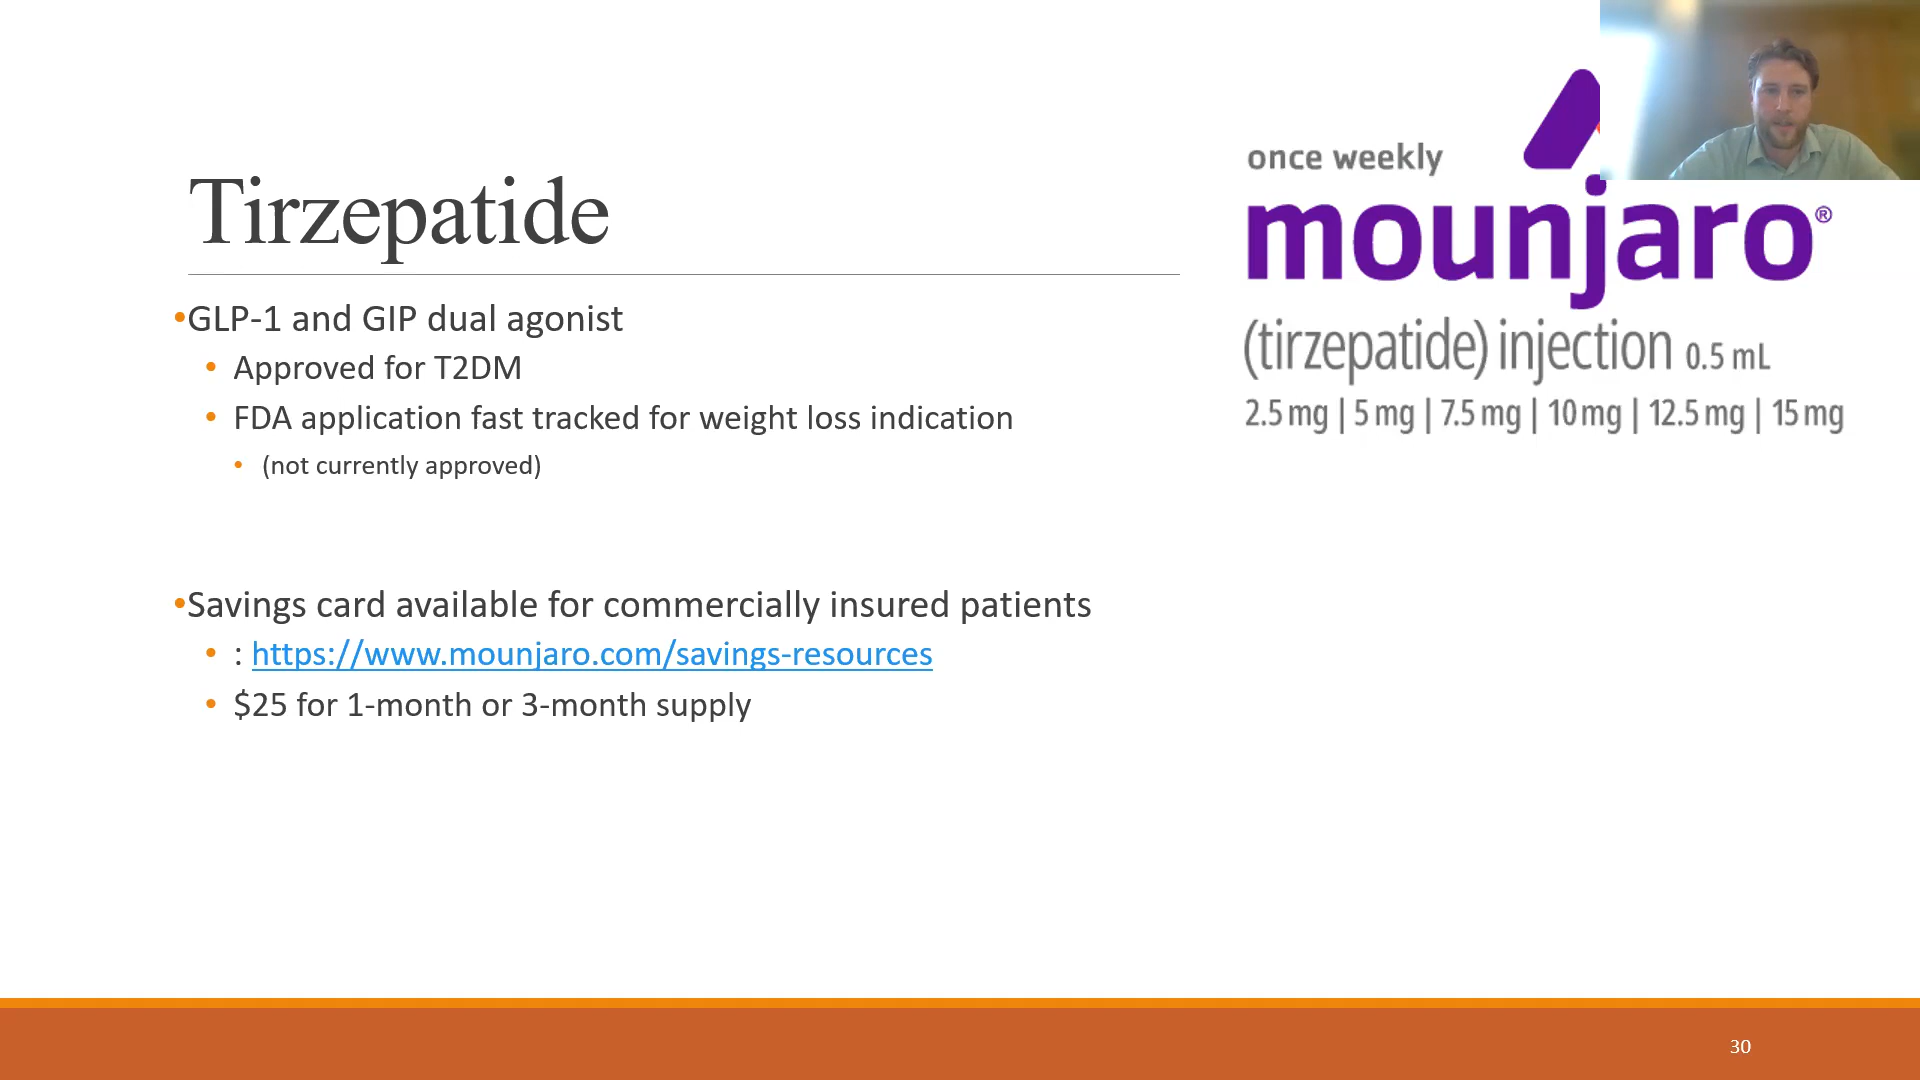 Tirzepatide
•GLP-1 and GIP dual agonist
• Approved for T2DM
• FDA application fast tracked for weight loss indication
• (not currently approved)
•Savings card available for commercially insured patients
• : https://www.mounjaro.com/savings-resources
• $25 for 1-month or 3-month supply
once weekly
mounjaro®
(tirzepatide) injection 0.5 mL
2.5 mg | 5 mg | 7.5 mg | 10 mg | 12.5 mg | 15 mg
30